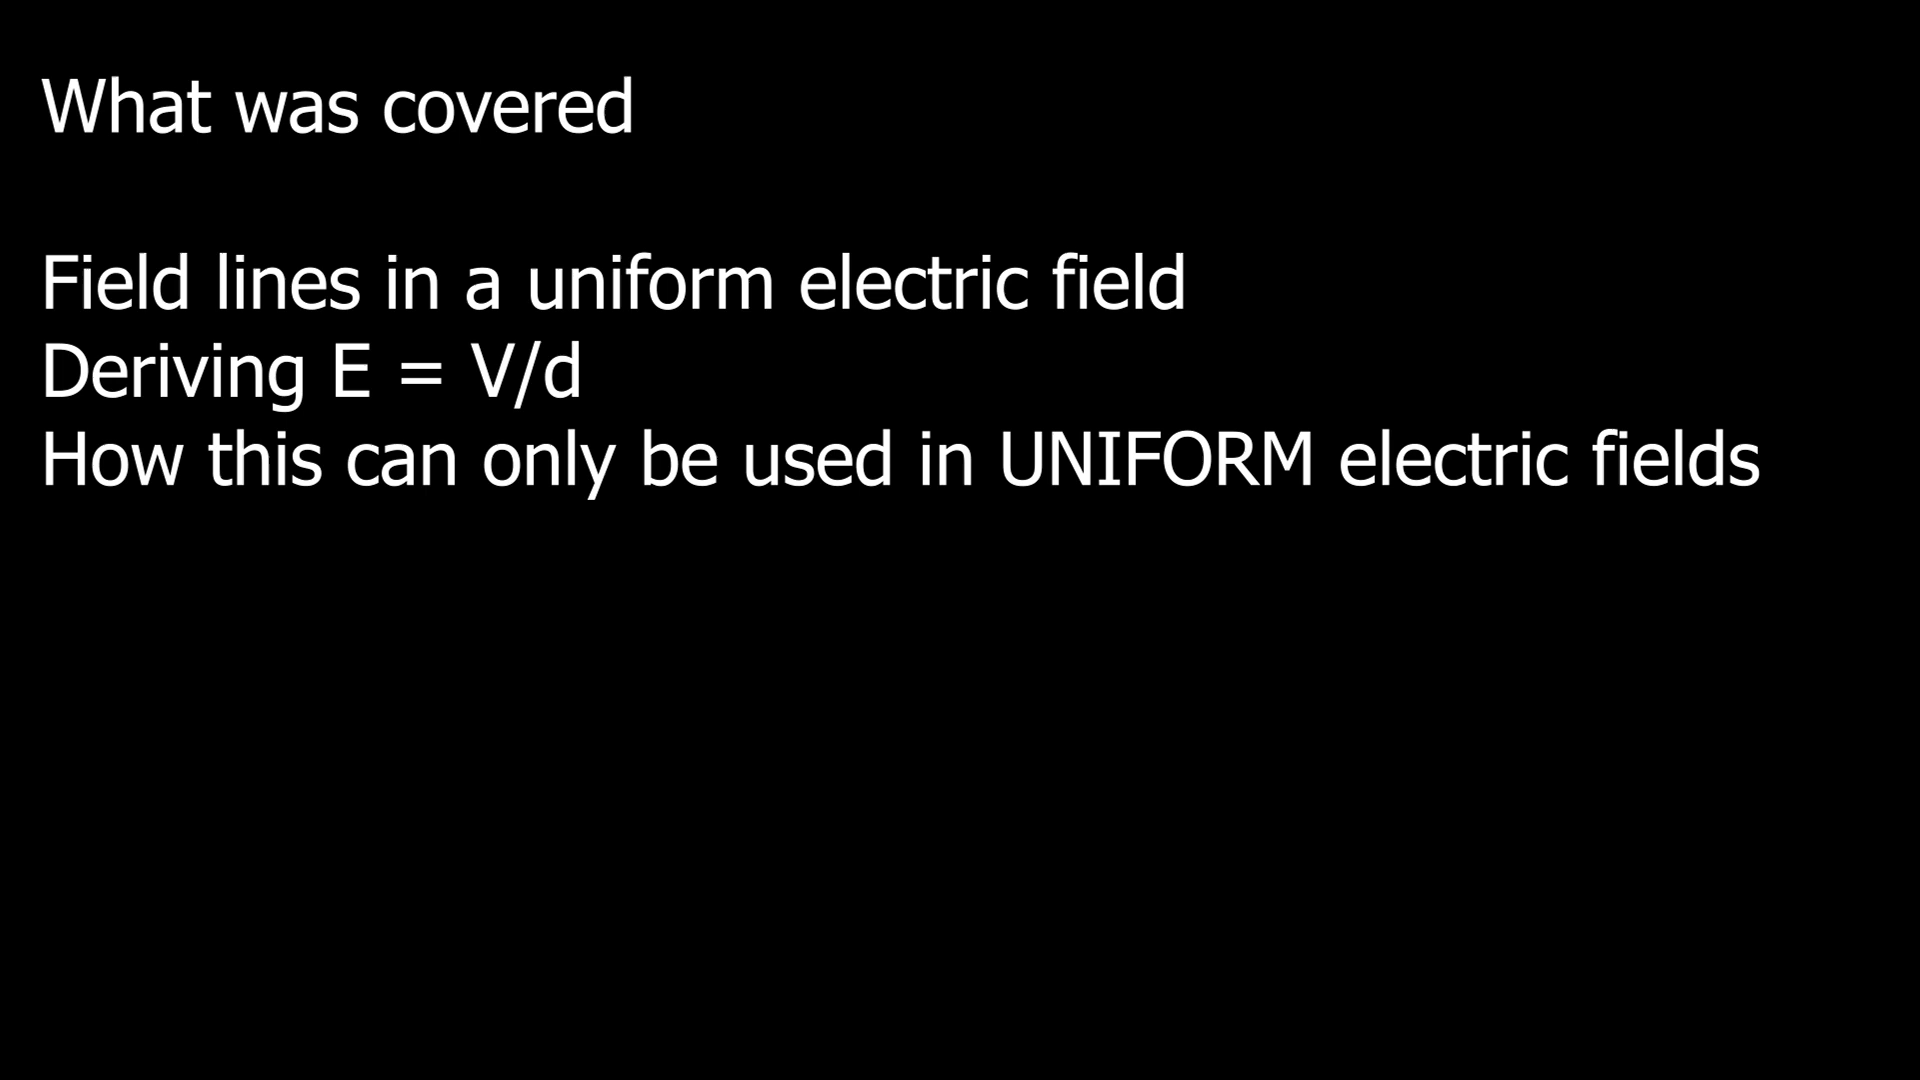 What was covered
Field lines in a uniform electric field
Deriving E = V/d
How this can only be used in UNIFORM electric fields